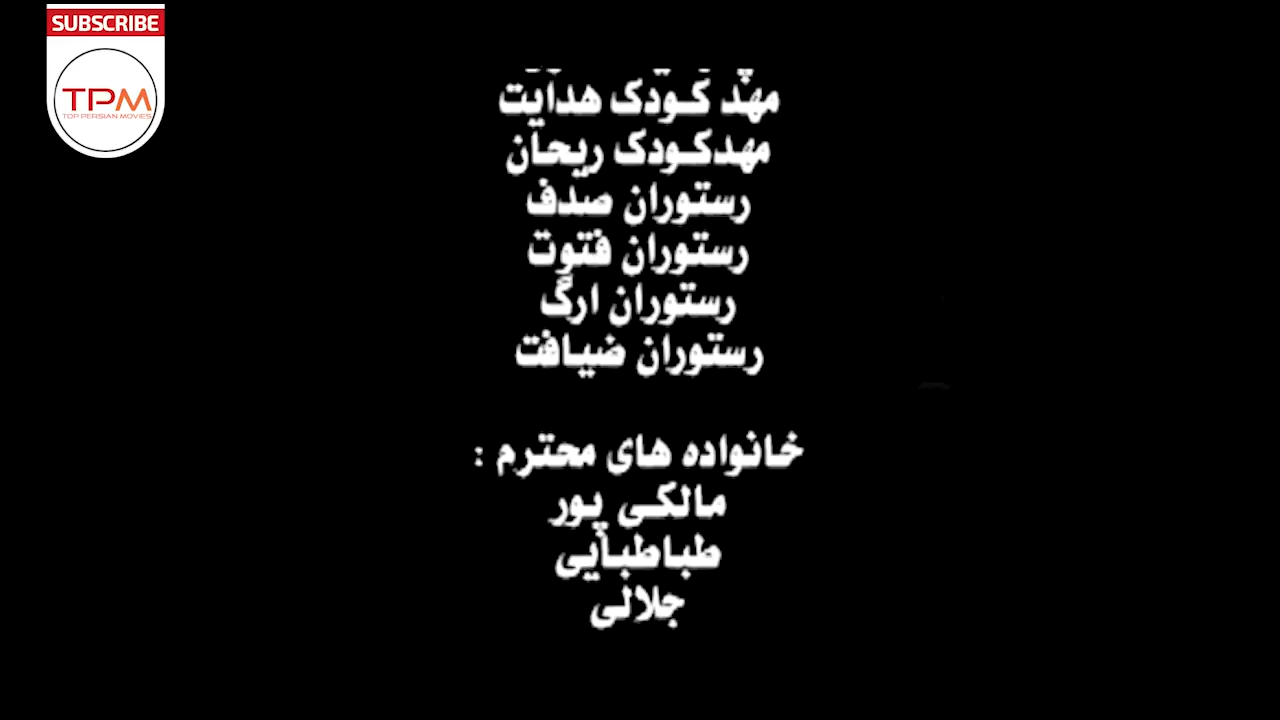 SUBSCRIBE
TPM
TOP PERSIAN MOVIES
مهد کودک هدایت
مهدکودک ریحان
رستوران صدف
رستوران فتوت
رستوران ارگ
رستوران ضیافت
خانواده های محترم :
مالکی پور
طباطبایی
جلالی